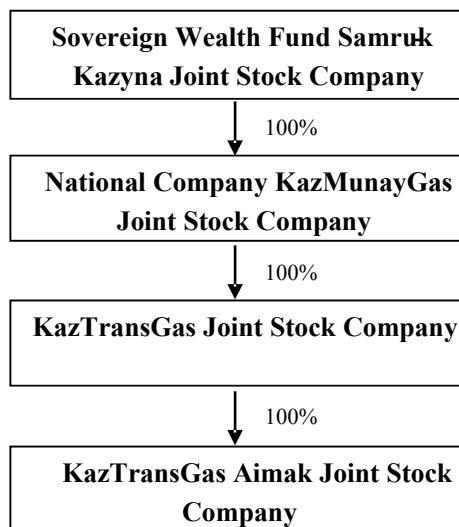 Sovereign Wealth Fund Samruk-
Kazyna Joint Stock Company
100%
National Company KazMunayGas
Joint Stock Company
100%
KazTransGas Joint Stock Company
100%
KazTransGas Aimak Joint Stock
Company